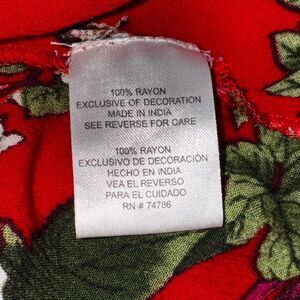 100% RAYON
EXCLUSIVE OF DECORATION
MADE IN INDIA
SEE REVERSE FOR CARE
100% RAYON
EXCLUSIVO DE DECORACIÓN
HECHO EN INDIA
VEA EL REVERSO
PARA EL CUIDADO
RN # 74786